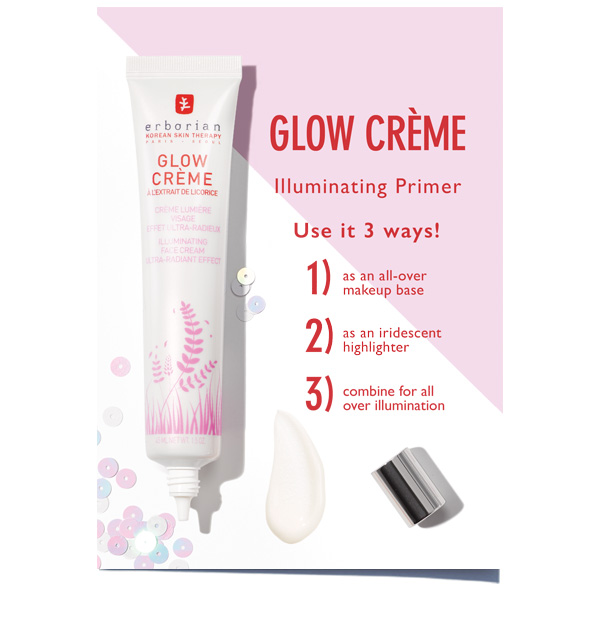 erborian
KOREAN SKIN THERAPY
PARIS - SEOUL
GLOW
CRÈME
À L'EXTRAIT DE LICORICE
CRÈME LUMIÈRE
VISAGE
EFFET ULTRA-RADIEUX
ILLUMINATING
FACE CREAM
ULTRA-RADIANT EFFECT
GLOW CRÈME
Illuminating Primer
Use it 3 ways!
1) as an all-over
makeup base
2) as an iridescent
highlighter
3) combine for all
over illumination